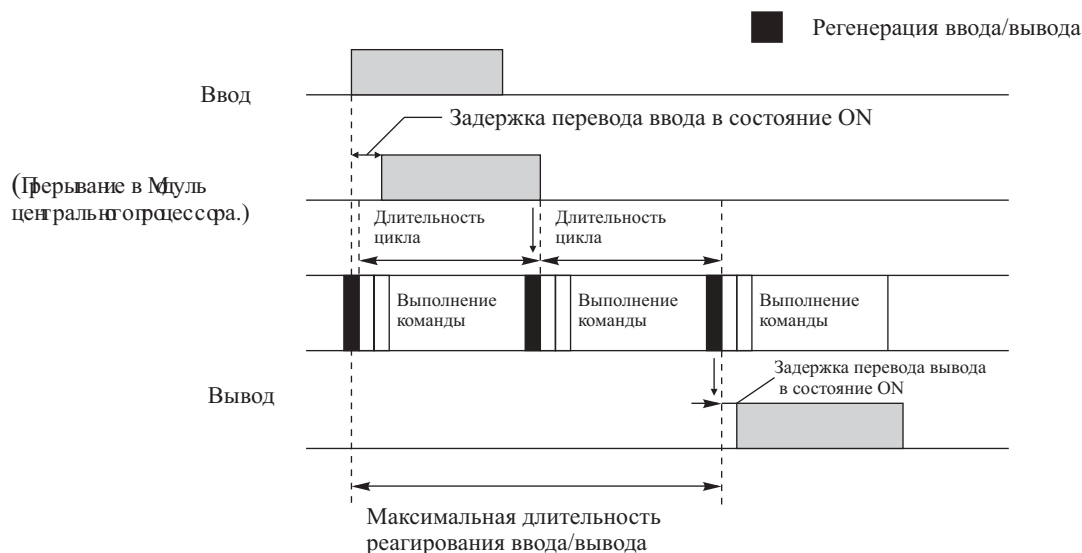 Регенерация ввода/вывода
Ввод
Задержка перевода ввода в состояние ON
(Прерывание в Модуль
центрального процессора.)
Длительность
цикла
Длительность
цикла
Выполнение
команды
Выполнение
команды
Выполнение
команды
Вывод
Задержка перевода вывода
в состояние ON
Максимальная длительность
реагирования ввода/вывода